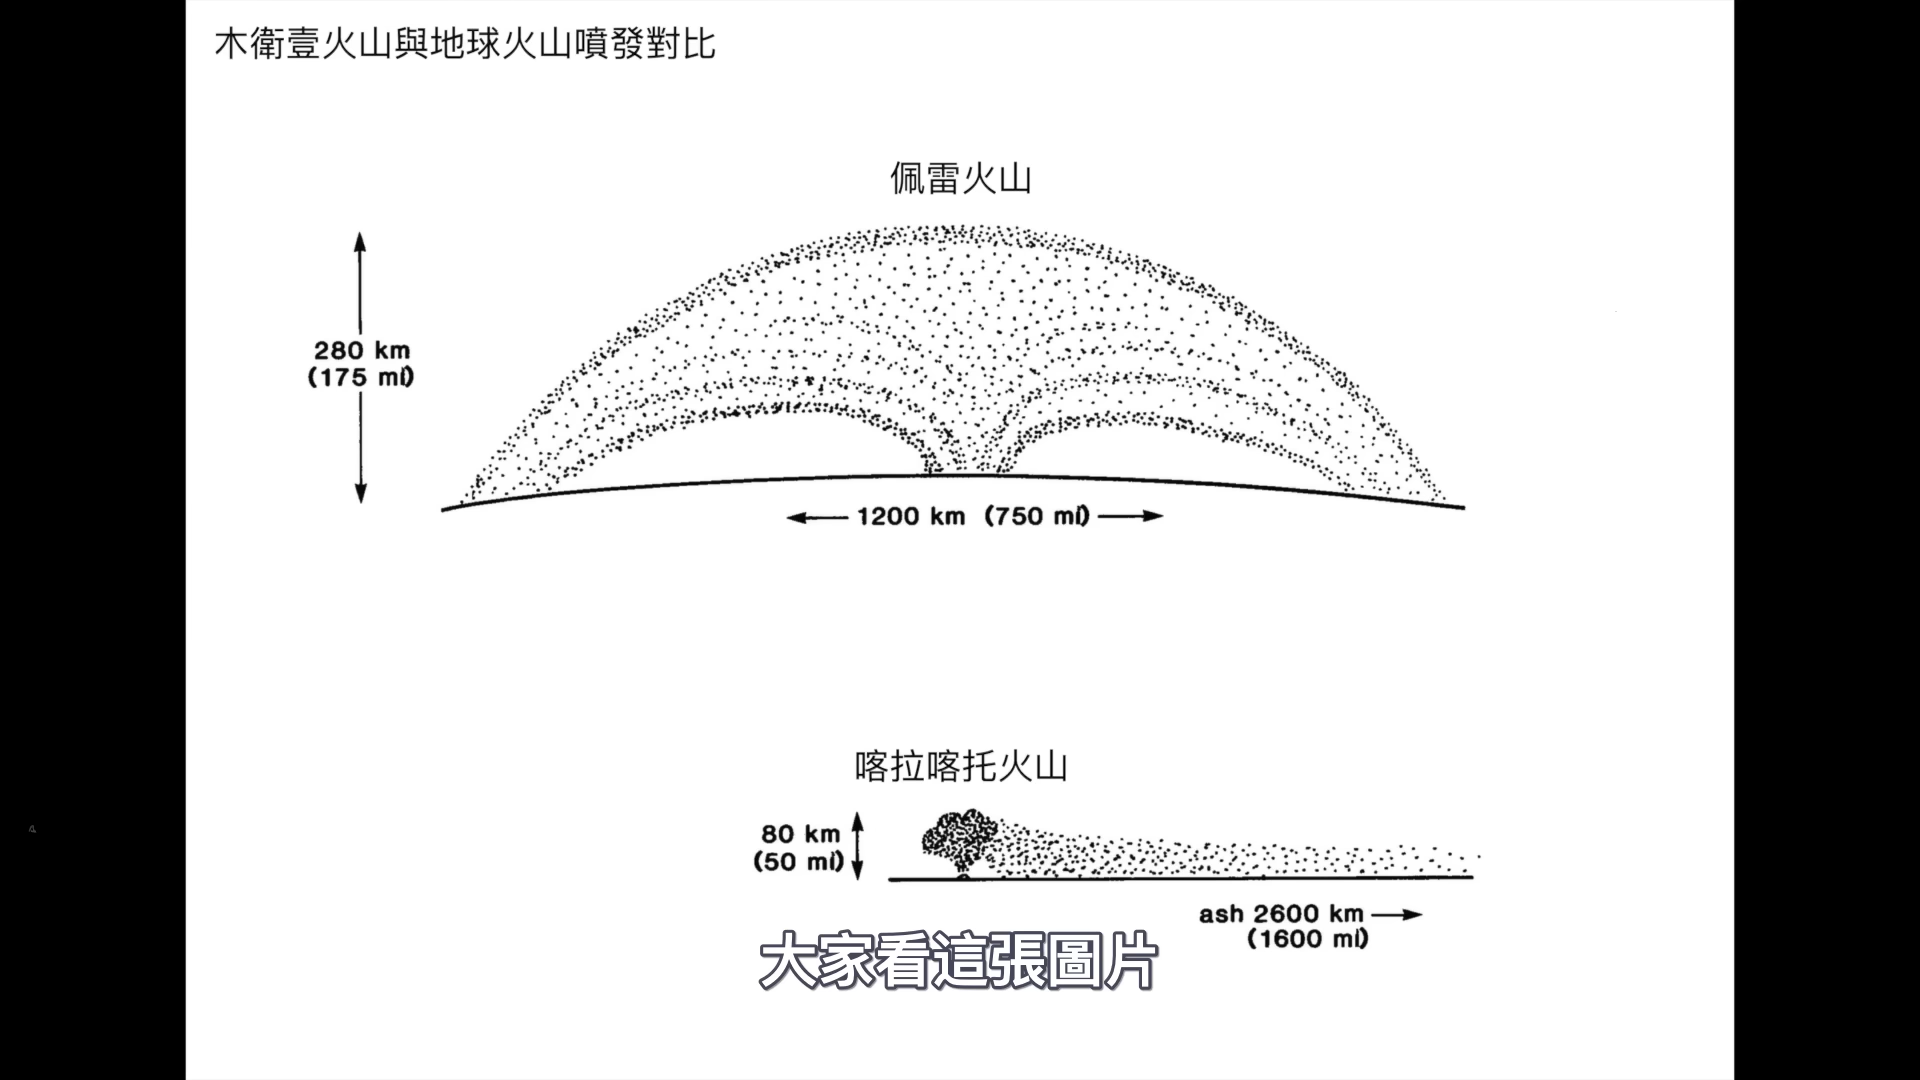 木衛壹火山與地球火山噴發對比
佩雷火山
280 km
(175 mi)
1200 km (750 mi)
喀拉喀托火山
80 km
(50 mi)
ash 2600 km
(1600 mi)
大家看這張圖片